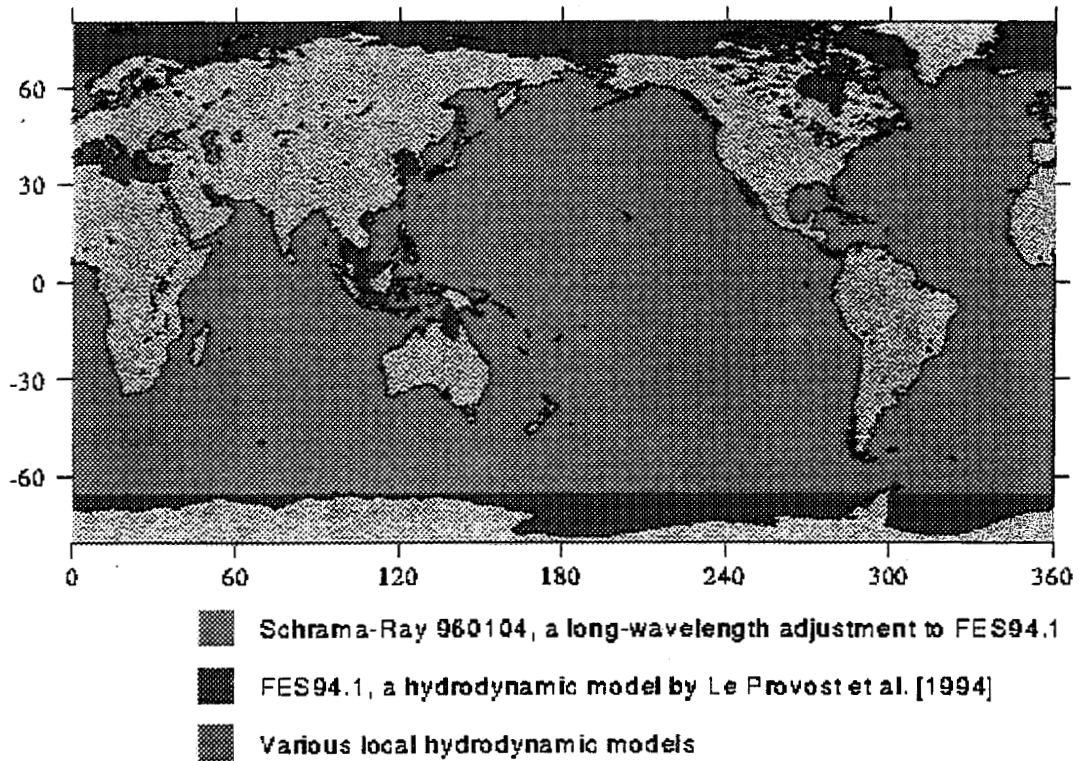 60
30
0
-30
-60
0 60 120 180 240 300 360
Schrama-Ray 960104, a long-wavelength adjustment to FES94.1
FES94.1, a hydrodynamic model by Le Provost et al. [1994]
Various local hydrodynamic models